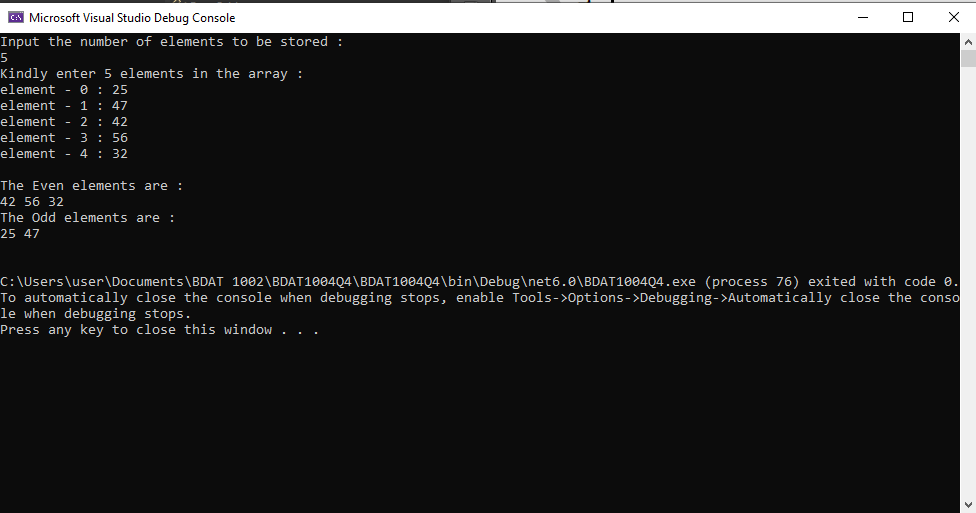 Microsoft Visual Studio Debug Console
Input the number of elements to be stored :
5
Kindly enter 5 elements in the array :
element - 0 : 25
element - 1 : 47
element - 2 : 42
element - 3 : 56
element - 4 : 32
The Even elements are :
42 56 32
The Odd elements are :
25 47
C:\Users\user\Documents\BDAT 1002\BDAT1004Q4\BDAT1004Q4\bin\Debug\net6.0\BDAT1004Q4.exe (process 76) exited with code 0.
To automatically close the console when debugging stops, enable Tools->Options->Debugging->Automatically close the conso
le when debugging stops.
Press any key to close this window . . .